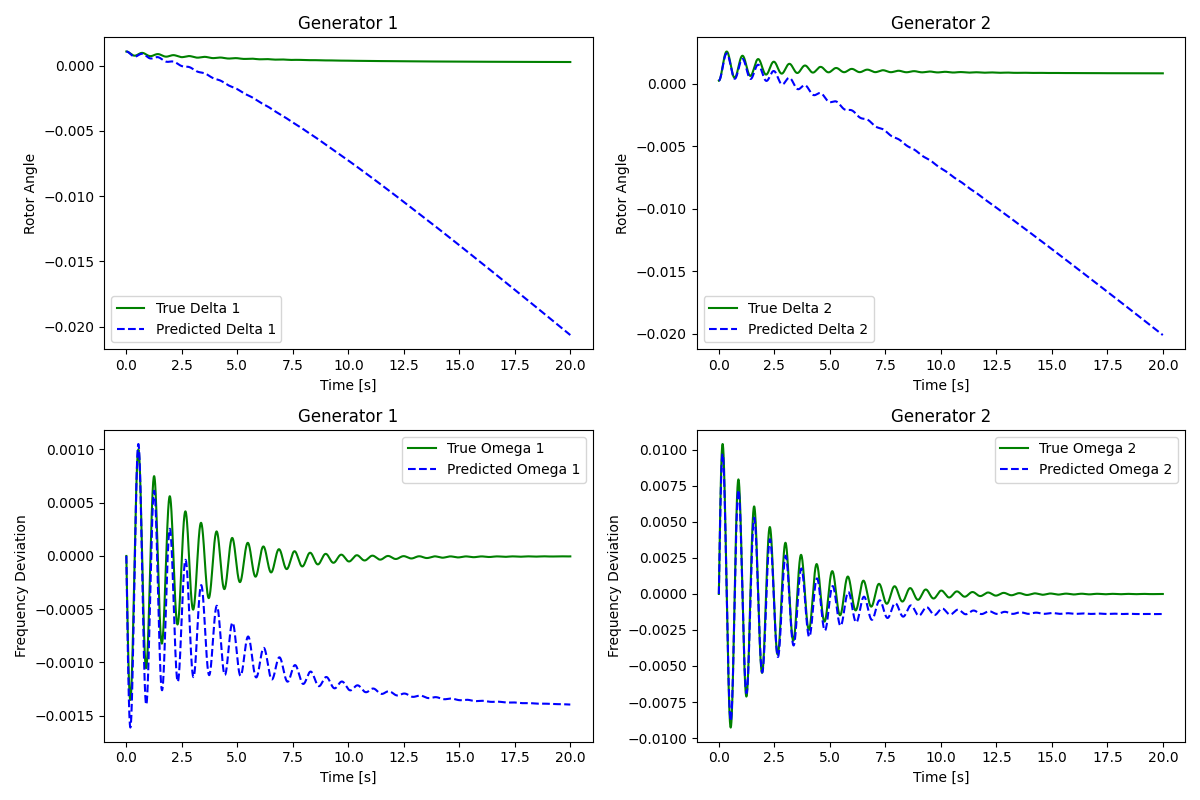 Generator 1
Rotor Angle
0.000
−0.005
−0.010
−0.015
−0.020
True Delta 1
Predicted Delta 1
0.0 2.5 5.0 7.5 10.0 12.5 15.0 17.5 20.0
Time [s]
Generator 2
Rotor Angle
0.000
−0.005
−0.010
−0.015
−0.020
True Delta 2
Predicted Delta 2
0.0 2.5 5.0 7.5 10.0 12.5 15.0 17.5 20.0
Time [s]
Generator 1
Frequency Deviation
0.0010
0.0005
0.0000
−0.0005
−0.0010
−0.0015
True Omega 1
Predicted Omega 1
0.0 2.5 5.0 7.5 10.0 12.5 15.0 17.5 20.0
Time [s]
Generator 2
Frequency Deviation
0.0100
0.0075
0.0050
0.0025
0.0000
−0.0025
−0.0050
−0.0075
−0.0100
True Omega 2
Predicted Omega 2
0.0 2.5 5.0 7.5 10.0 12.5 15.0 17.5 20.0
Time [s]